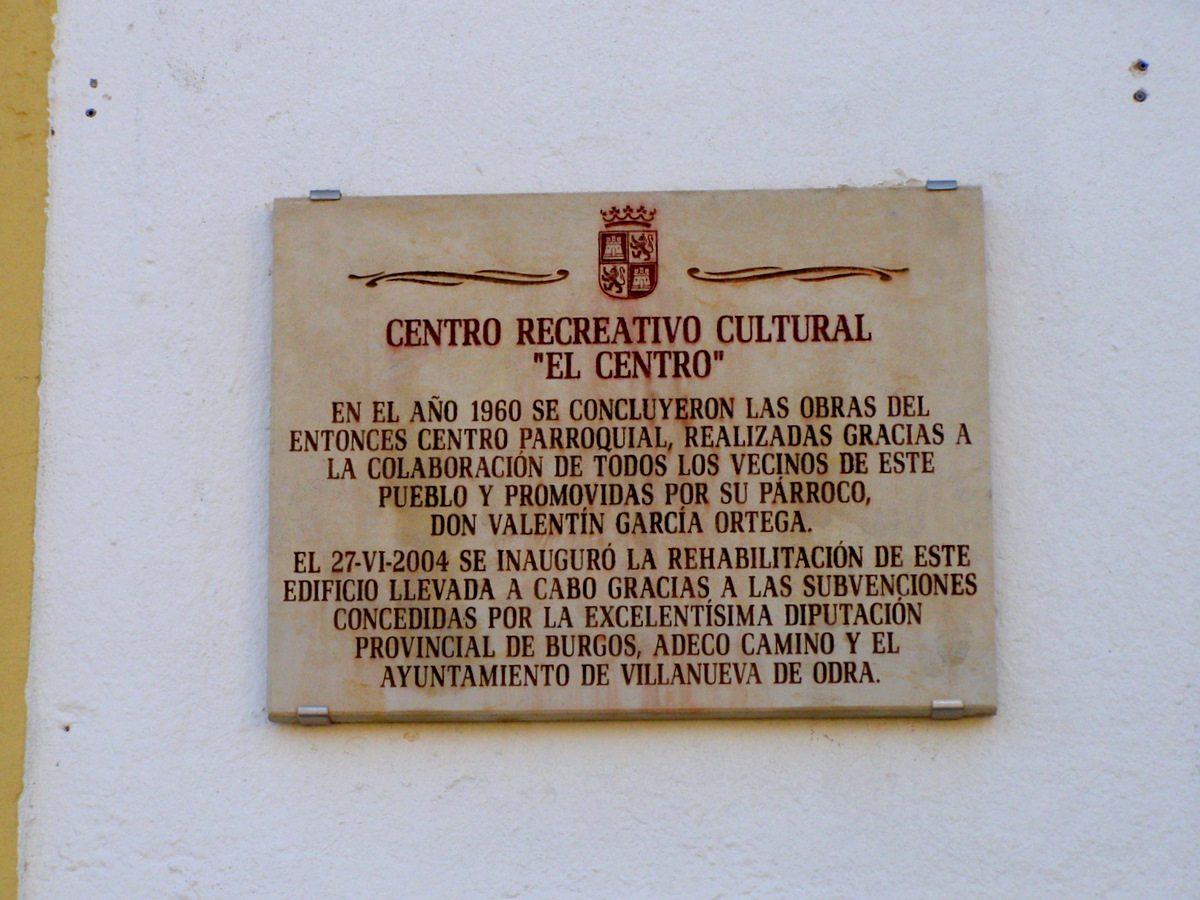 CENTRO RECREATIVO CULTURAL
"EL CENTRO"
EN EL AÑO 1960 SE CONCLUYERON LAS OBRAS DEL
ENTONCES CENTRO PARROQUIAL, REALIZADAS GRACIAS A
LA COLABORACIÓN DE TODOS LOS VECINOS DE ESTE
PUEBLO Y PROMOVIDAS POR SU PÁRROCO,
DON VALENTÍN GARCÍA ORTEGA.
EL 27-VI-2004 SE INAUGURÓ LA REHABILITACIÓN DE ESTE
EDIFICIO LLEVADA A CABO GRACIAS A LAS SUBVENCIONES
CONCEDIDAS POR LA EXCELENTÍSIMA DIPUTACIÓN
PROVINCIAL DE BURGOS, ADECO CAMINO Y EL
AYUNTAMIENTO DE VILLANUEVA DE ODRA.